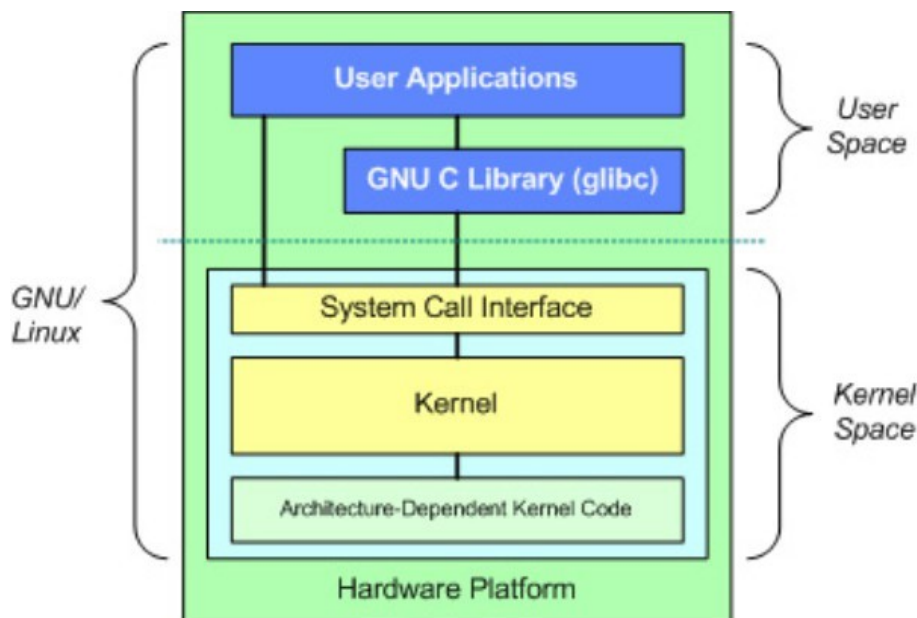 User Applications
User
Space
GNU C Library (glibc)
GNU/
Linux
System Call Interface
Kernel
Kernel
Space
Architecture-Dependent Kernel Code
Hardware Platform